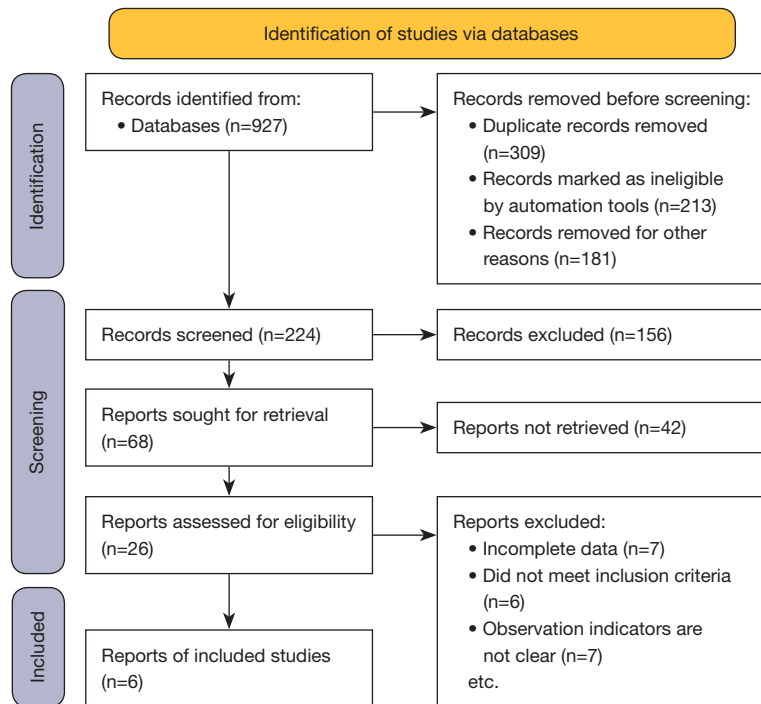 Identification of studies via databases
Identification
Records identified from:
• Databases (n=927)
Records removed before screening:
• Duplicate records removed
(n=309)
• Records marked as ineligible
by automation tools (n=213)
• Records removed for other
reasons (n=181)
Screening
Records screened (n=224)
Records excluded (n=156)
Reports sought for retrieval
(n=68)
Reports not retrieved (n=42)
Reports assessed for eligibility
(n=26)
Reports excluded:
• Incomplete data (n=7)
• Did not meet inclusion criteria
(n=6)
• Observation indicators are
not clear (n=7)
etc.
Included
Reports of included studies
(n=6)